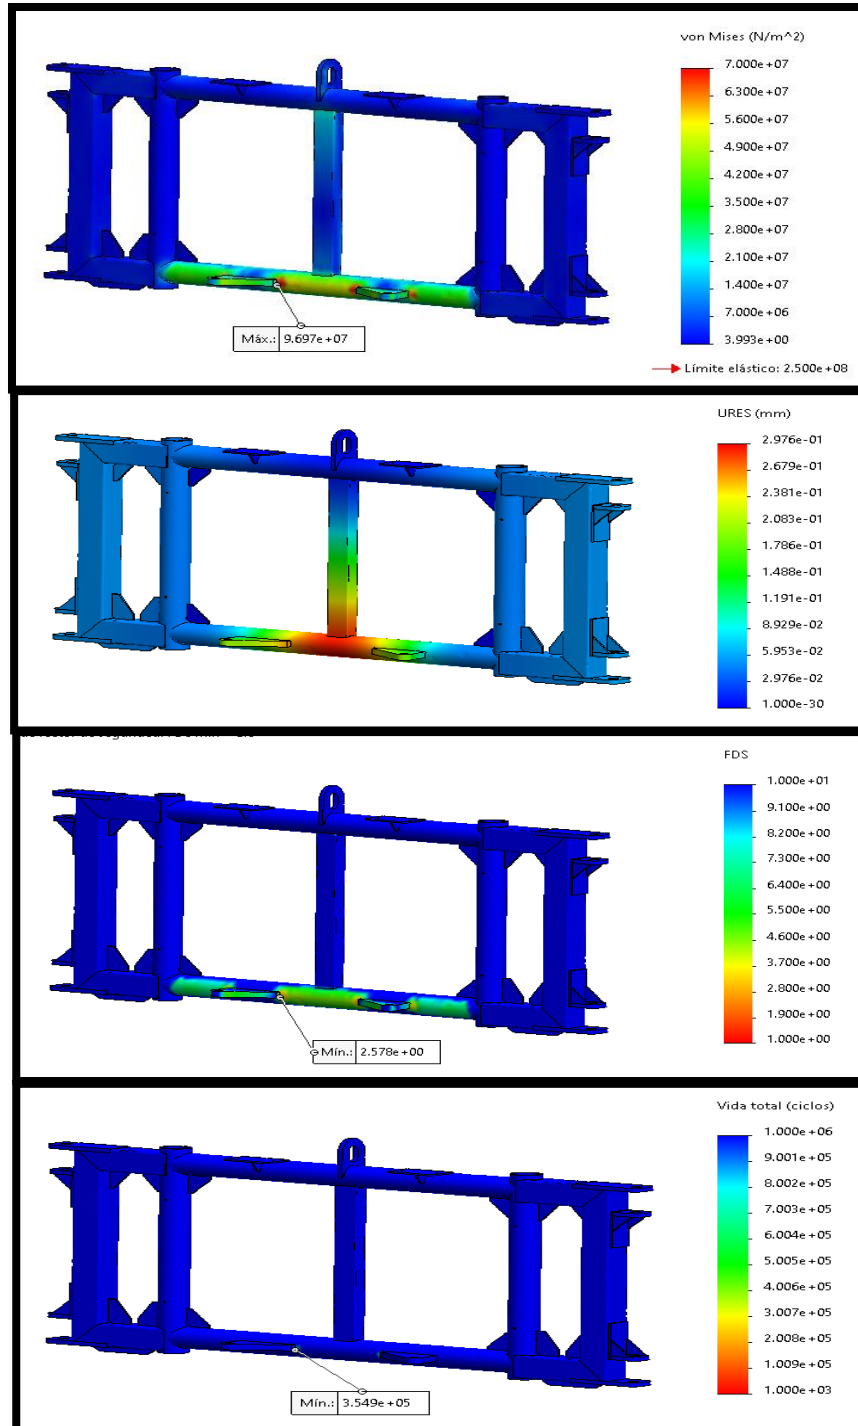 von Mises (N/m^2)
7.000e+07
6.300e+07
5.600e+07
4.900e+07
4.200e+07
3.500e+07
2.800e+07
2.100e+07
1.400e+07
7.000e+06
3.993e+00
Límite elástico: 2.500e+08
Máx.: 9.697e+07
URES (mm)
2.976e-01
2.679e-01
2.381e-01
2.083e-01
1.786e-01
1.488e-01
1.191e-01
8.929e-02
5.953e-02
2.976e-02
1.000e-30
FDS
1.000e+01
9.100e+00
8.200e+00
7.300e+00
6.400e+00
5.500e+00
4.600e+00
3.700e+00
2.800e+00
1.900e+00
1.000e+00
Mín.: 2.578e+00
Vida total (ciclos)
1.000e+06
9.001e+05
8.002e+05
7.003e+05
6.004e+05
5.005e+05
4.006e+05
3.007e+05
2.008e+05
1.009e+05
1.000e+03
Mín.: 3.549e+05